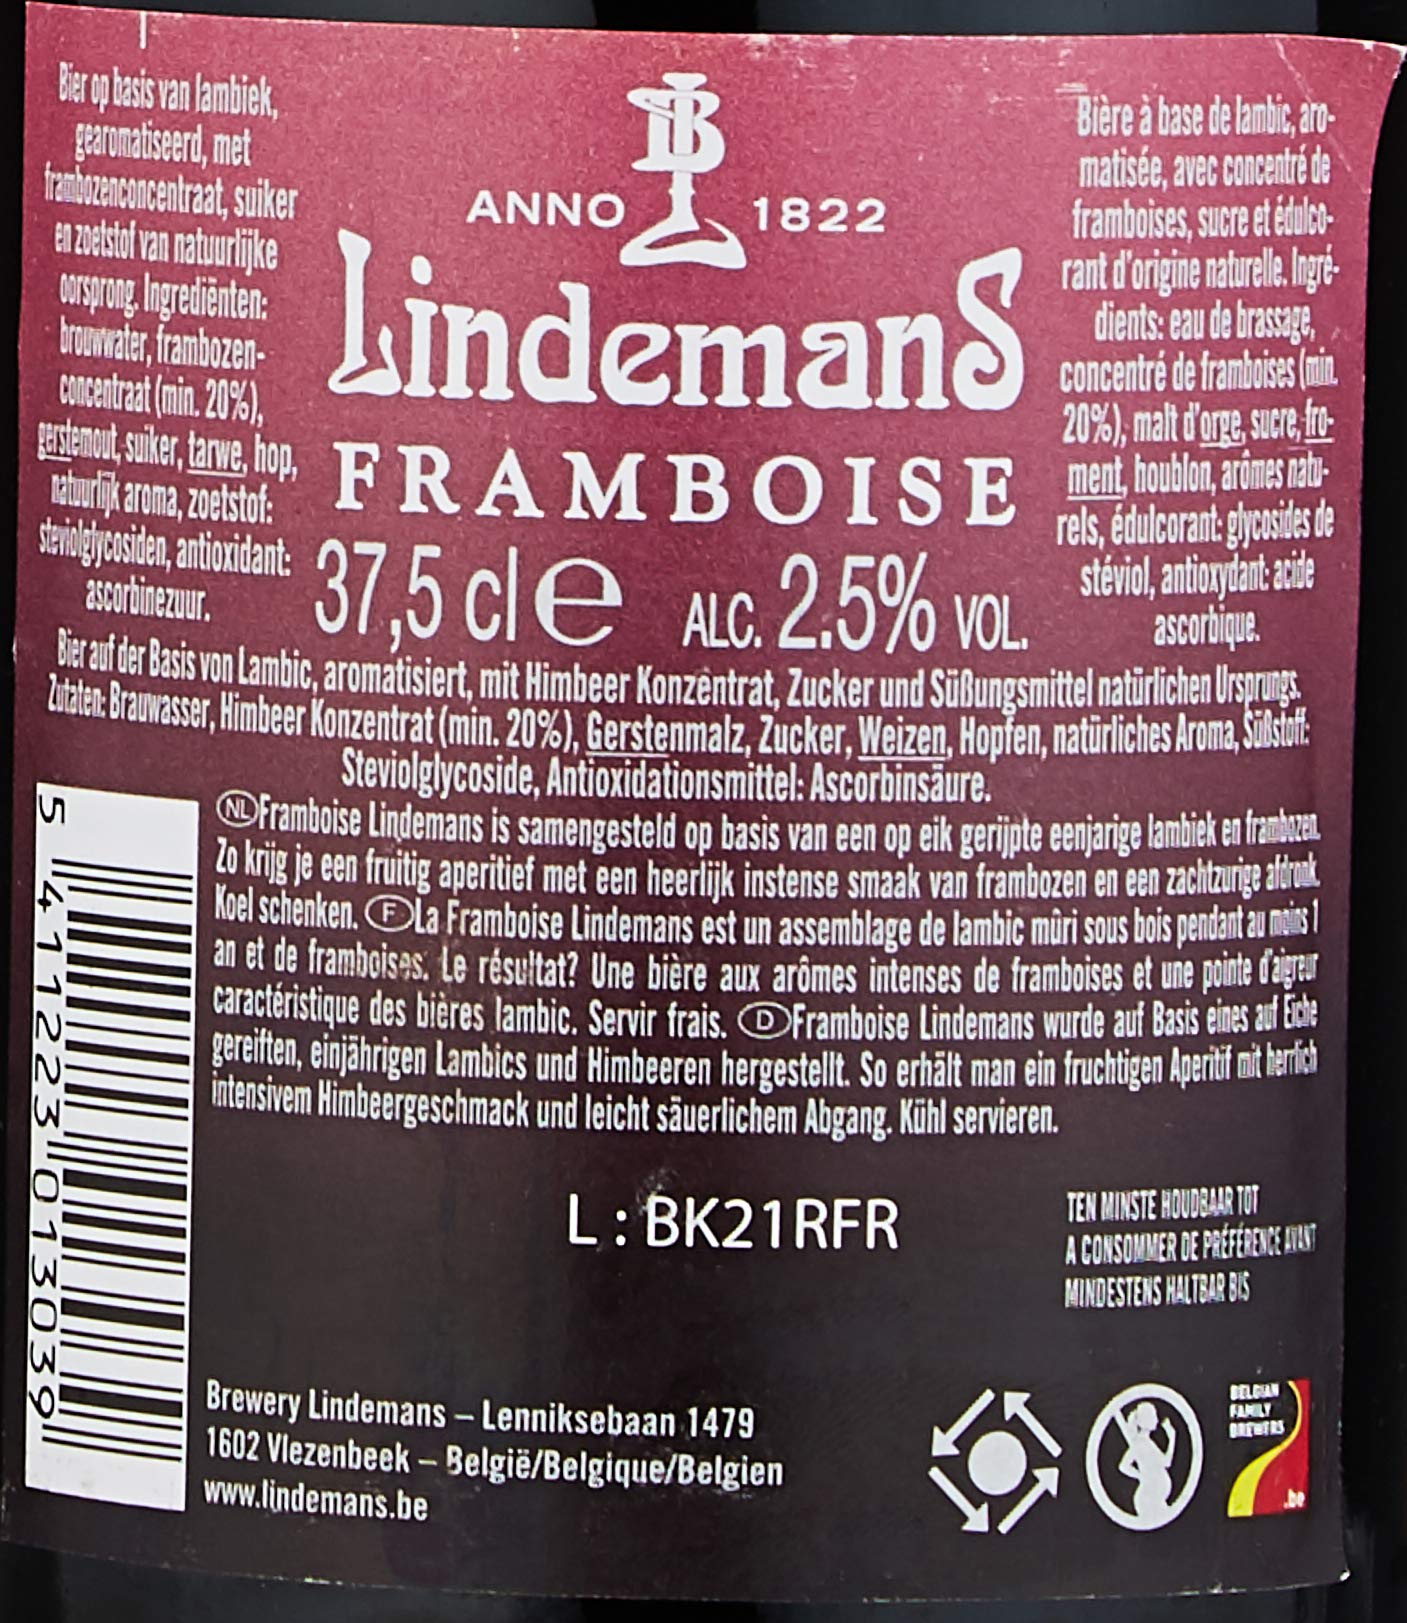 Bier op basis van lambiek,
gearomatiseerd, met
frambozenconcentraat, suiker
en zoetstof van natuurlijke
oorsprong. Ingrediënten:
brouwwater, frambozen-
concentraat (min. 20%),
gerstemout, suiker, tarwe, hop,
natuurlijk aroma, zoetstof:
steviolglycosiden, antioxidant:
ascorbinezuur.
ANNO 1822
Lindemans
FRAMBOISE
37,5 cl e ALC. 2.5% VOL.
Bière à base de lambic, aro-
matisée, avec concentré de
framboises, sucre et édulco-
rant d'origine naturelle. Ingré-
dients: eau de brassage,
concentré de framboises (min.
20%), malt d'orge, sucre, fro-
ment, houblon, arômes natu-
rels, édulcorant: glycosides de
stéviol, antioxydant: acide
ascorbique.
Bier auf der Basis von Lambic, aromatisiert, mit Himbeer Konzentrat, Zucker und Süßungsmittel natürlichen Ursprungs.
Zutaten: Brauwasser, Himbeer Konzentrat (min. 20%), Gerstenmalz, Zucker, Weizen, Hopfen, natürliches Aroma, Süßstoff:
Steviolglycoside, Antioxidationsmittel: Ascorbinsäure.
NL Framboise Lindemans is samengesteld op basis van een op eik gerijpte eenjarige lambiek en frambozen.
Zo krijg je een fruitig aperitief met een heerlijk instense smaak van frambozen en een zachtzurige afdronk.
Koel schenken. F La Framboise Lindemans est un assemblage de lambic mûri sous bois pendant au moins 1
an et de framboises. Le résultat? Une bière aux arômes intenses de framboises et une pointe d'aigreur
caractéristique des bières lambic. Servir frais. D Framboise Lindemans wurde auf Basis eines auf Eiche
gereiften, einjährigen Lambics und Himbeeren hergestellt. So erhält man ein fruchtigen Aperitif mit herrlich
intensivem Himbeergeschmack und leicht säuerlichem Abgang. Kühl servieren.
5 411223 013039
L: BK21RFR
TEN MINSTE HOUDBAAR TOT
A CONSOMMER DE PRÉFÉRENCE AVANT
MINDESTENS HALTBAR BIS
Brewery Lindemans – Lenniksebaan 1479
1602 Vlezenbeek – België/Belgique/Belgien
www.lindemans.be
BELGIAN
FAMILY
BREWERS
.be